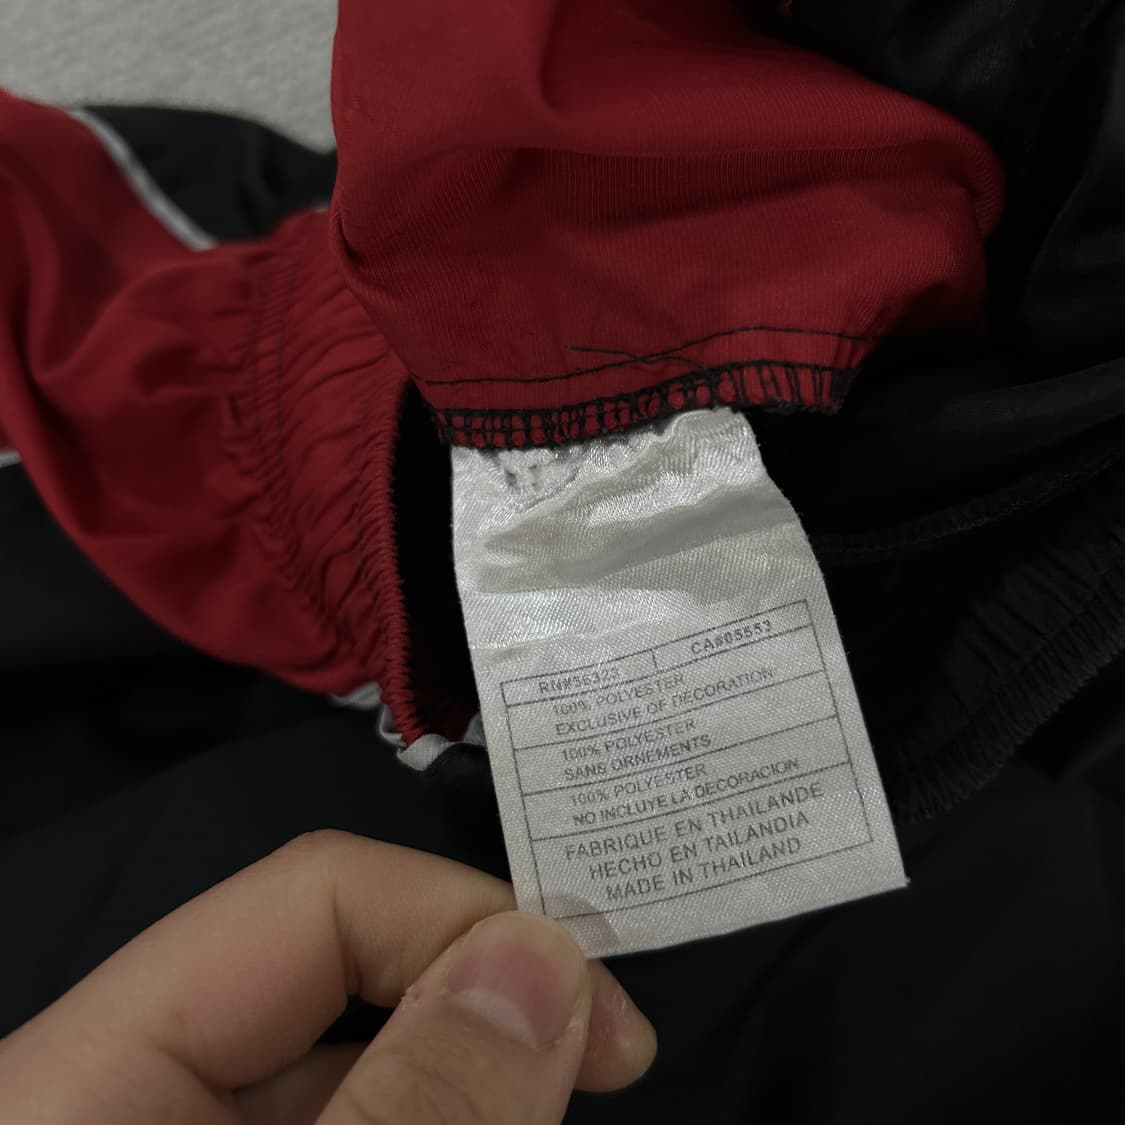 RN#56323 CA#05553
100% POLYESTER
EXCLUSIVE OF DECORATION
100% POLYESTER
SANS ORNEMENTS
100% POLYESTER
NO INCLUYE LA DECORACION
FABRIQUE EN THAILANDE
HECHO EN TAILANDIA
MADE IN THAILAND